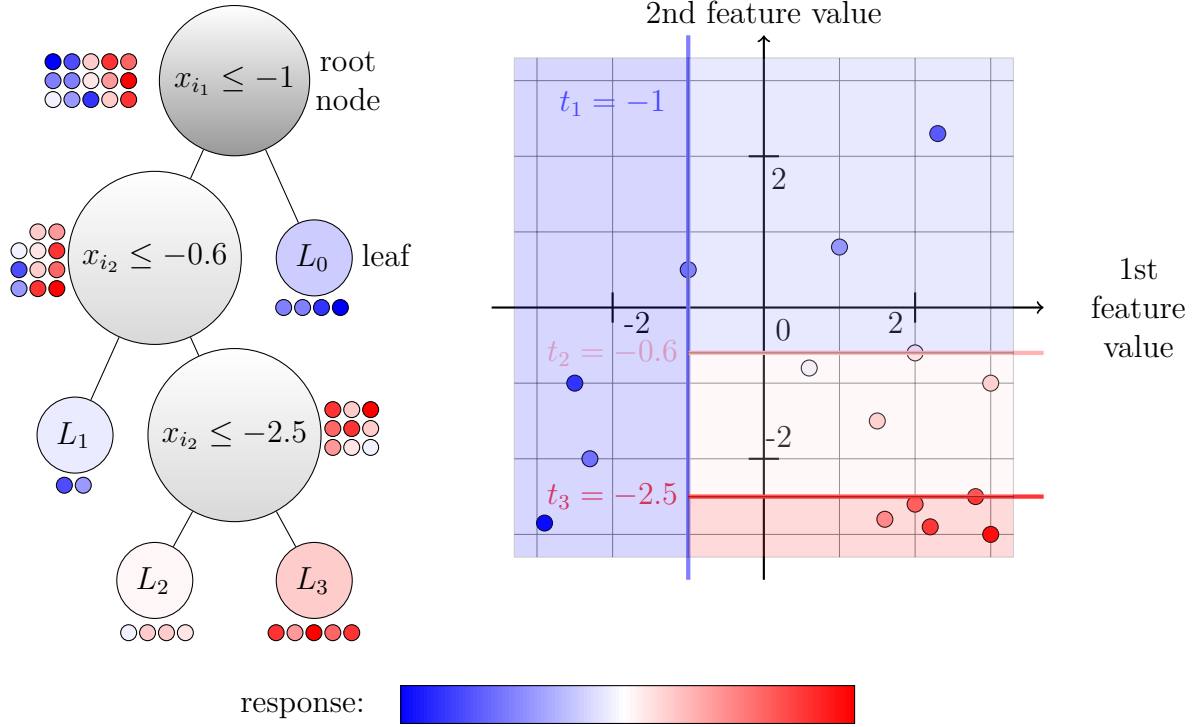 2nd feature value
x_{i_1} ≤ −1
root
node
t_1 = −1
2
x_{i_2} ≤ −0.6
L_0
leaf
1st
feature
value
-2
0
2
t_2 = −0.6
L_1
x_{i_2} ≤ −2.5
-2
t_3 = −2.5
L_2
L_3
response: